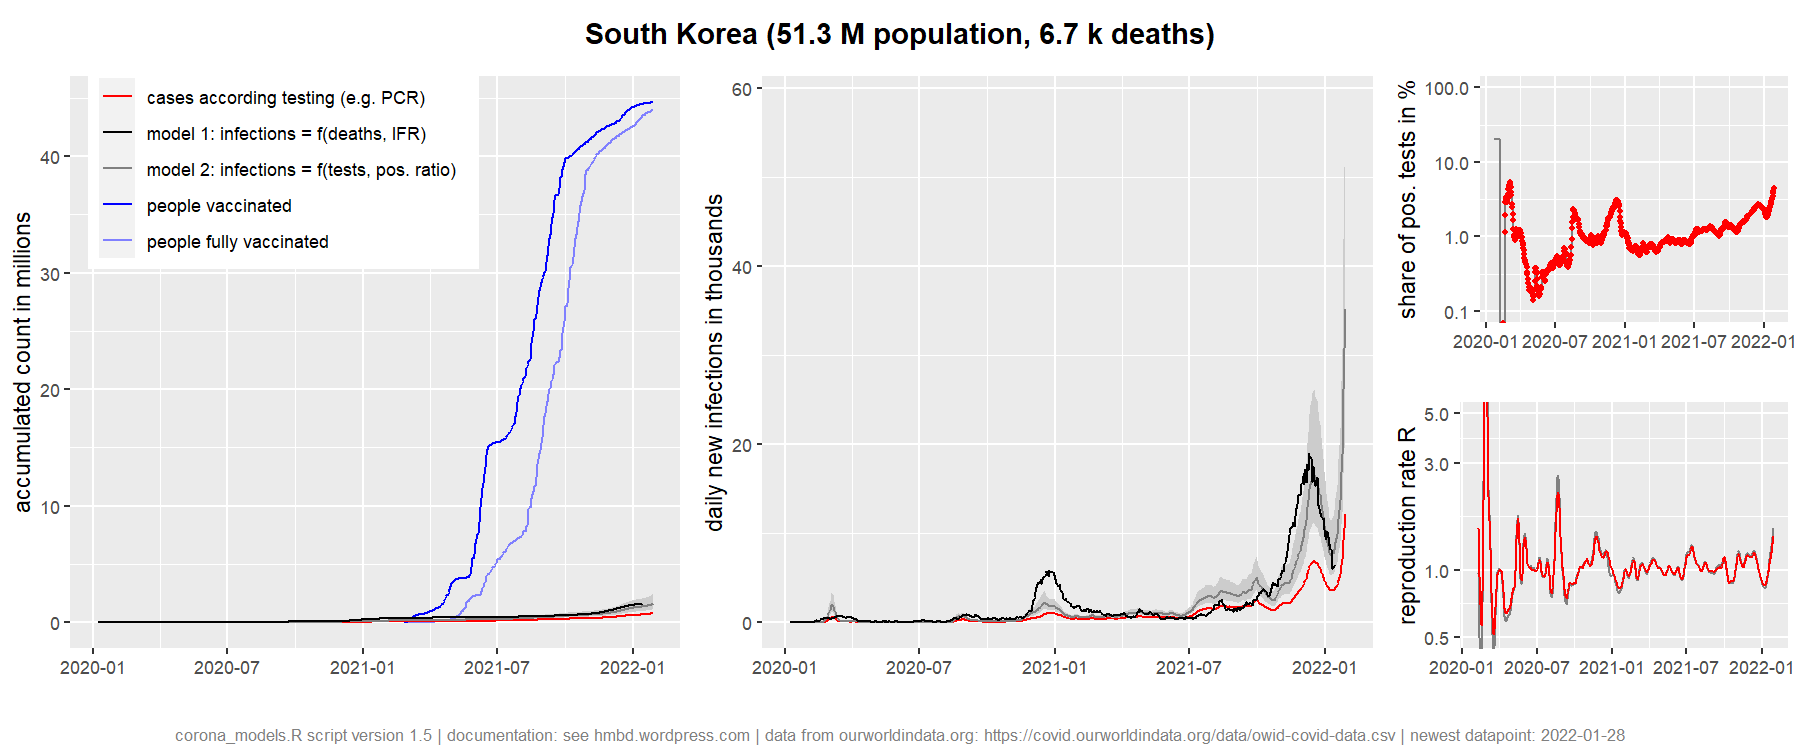 South Korea (51.3 M population, 6.7 k deaths)
cases according testing (e.g. PCR)
model 1: infections = f(deaths, IFR)
model 2: infections = f(tests, pos. ratio)
people vaccinated
people fully vaccinated
accumulated count in millions
40
30
20
10
0
2020-01 2020-07 2021-01 2021-07 2022-01
daily new infections in thousands
60
40
20
0
2020-01 2020-07 2021-01 2021-07 2022-01
share of pos. tests in %
100.0
10.0
1.0
0.1
2020-01 2020-07 2021-01 2021-07 2022-01
reproduction rate R
5.0
3.0
1.0
0.5
2020-01 2020-07 2021-01 2021-07 2022-01
corona_models.R script version 1.5 | documentation: see hmbd.wordpress.com | data from ourworldindata.org: https://covid.ourworldindata.org/data/owid-covid-data.csv | newest datapoint: 2022-01-28